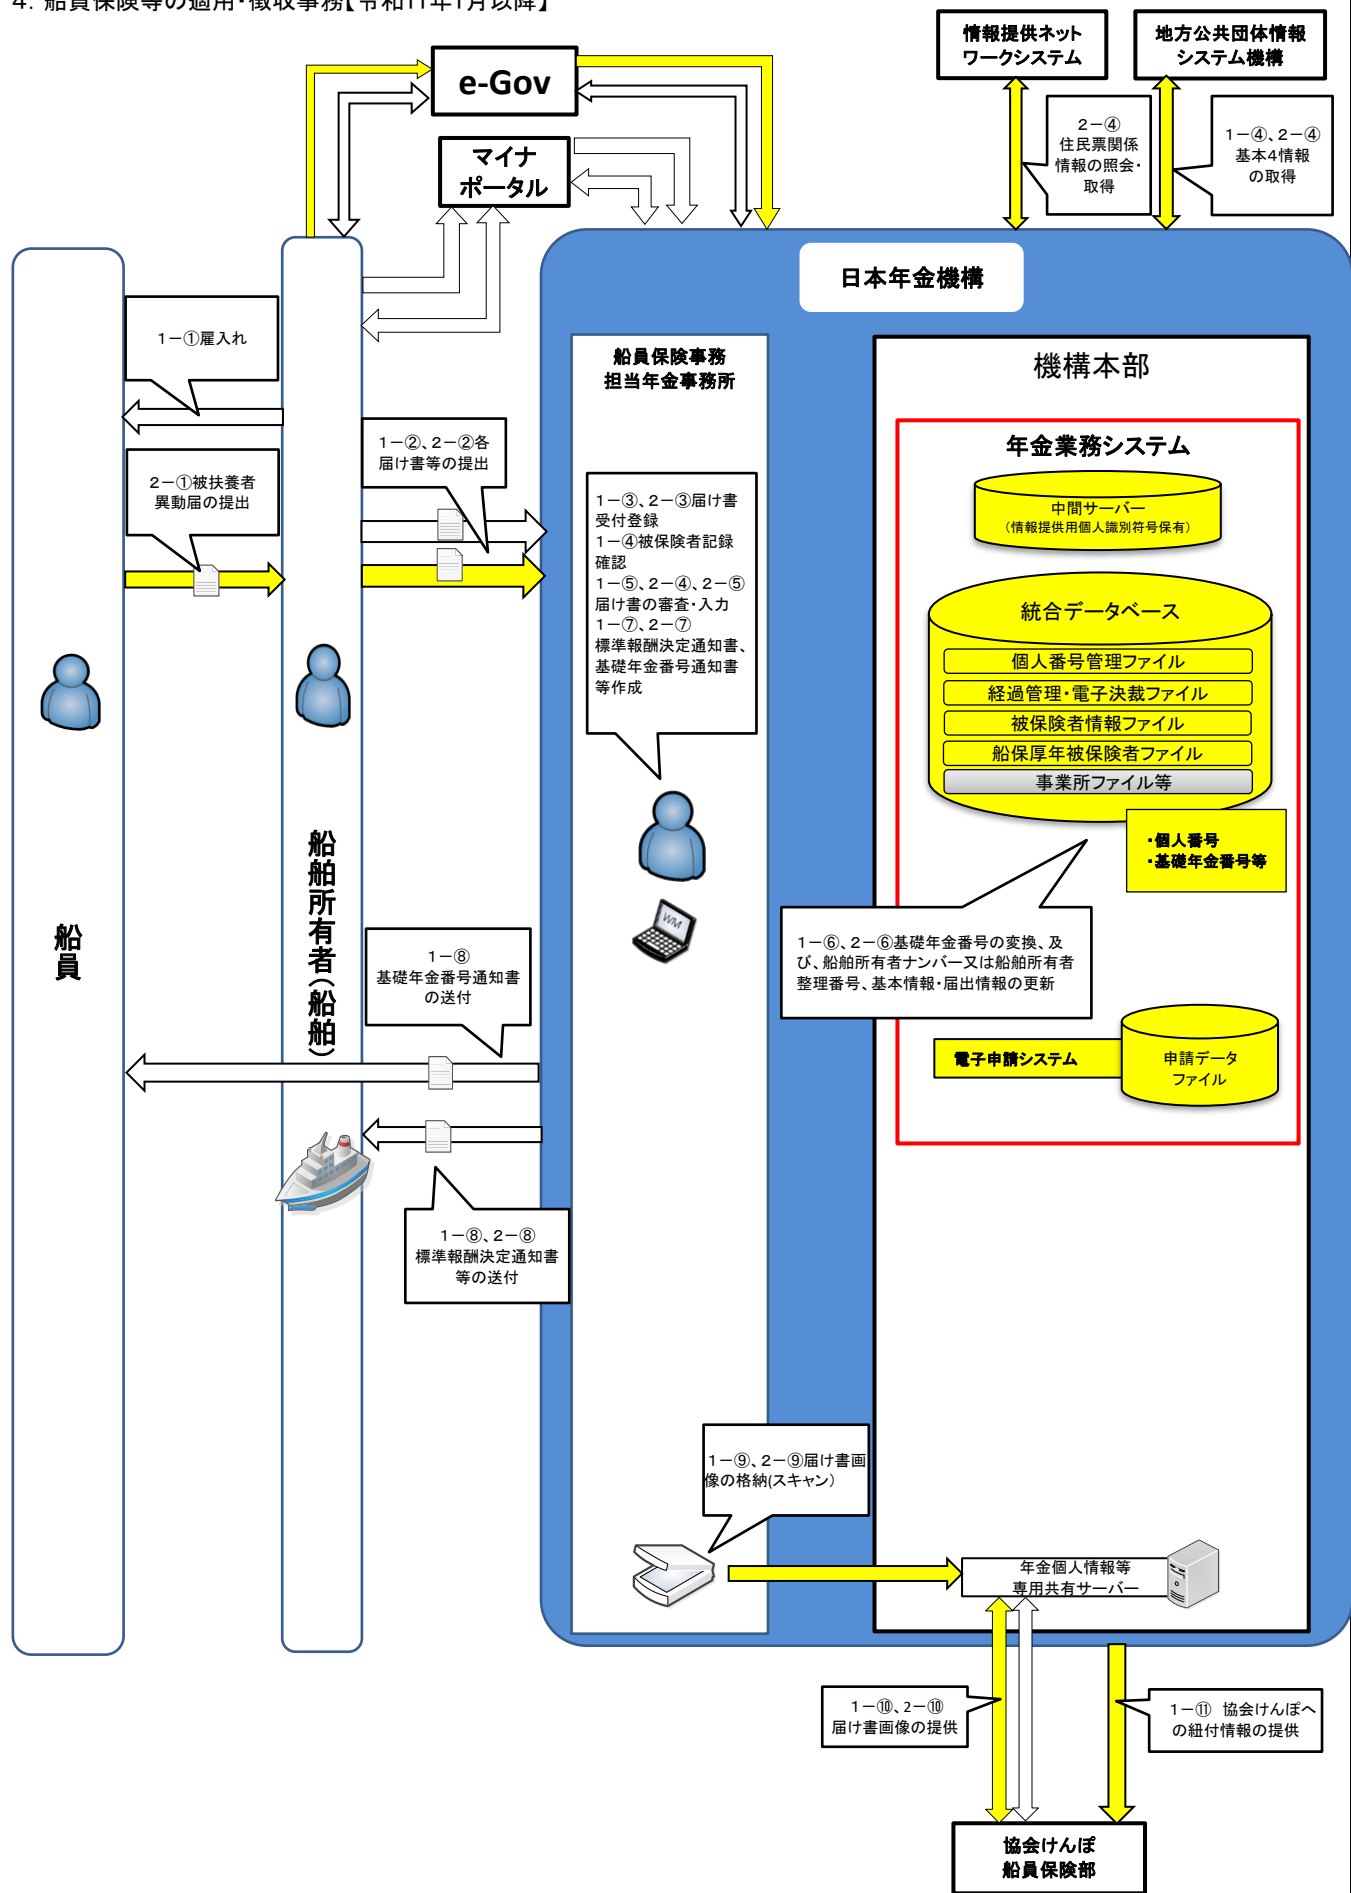 4. 船員保険等の適用・徴収事務【令和11年1月以降】
情報提供ネット
ワークシステム
地方公共団体情報
システム機構
e-Gov
マイナ
ポータル
2－④
住民票関係
情報の照会・
取得
1－④、2－④
基本4情報
の取得
日本年金機構
1－①雇入れ
船員保険事務
担当年金事務所
機構本部
1－②、2－②各
届け書等の提出
2－①被扶養者
異動届の提出
年金業務システム
中間サーバー
（情報提供用個人識別符号保有）
1－③、2－③届け書
受付登録
1－④被保険者記録
確認
1－⑤、2－④、2－⑤
届け書の審査・入力
1－⑦、2－⑦
標準報酬決定通知書、
基礎年金番号通知書
等作成
統合データベース
個人番号管理ファイル
経過管理・電子決裁ファイル
被保険者情報ファイル
船保厚年被保険者ファイル
事業所ファイル等
・個人番号
・基礎年金番号等
船員
船舶所有者（船舶）
WM
1－⑥、2－⑥基礎年金番号の変換、及
び、船舶所有者ナンバー又は船舶所有者
整理番号、基本情報・届出情報の更新
1－⑧
基礎年金番号通知書
の送付
電子申請システム
申請データ
ファイル
1－⑧、2－⑧
標準報酬決定通知書
等の送付
1－⑨、2－⑨届け書画
像の格納(スキャン）
年金個人情報等
専用共有サーバー
1－⑩、2－⑩
届け書画像の提供
1－⑪ 協会けんぽへ
の紐付情報の提供
協会けんぽ
船員保険部